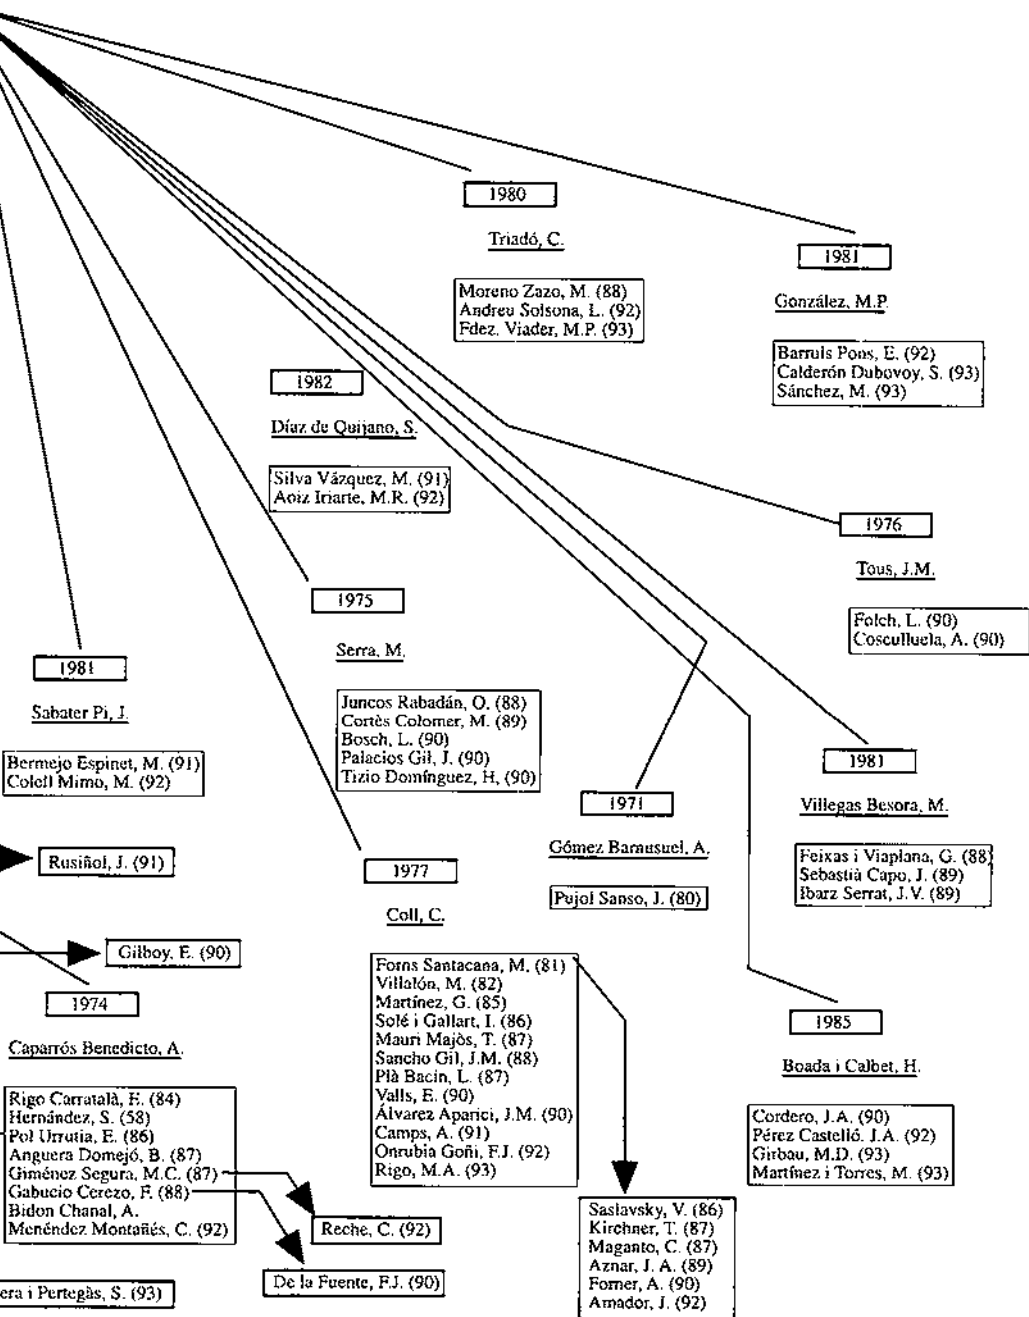 1980
Triadó, C.
Moreno Zazo, M. (88)
Andreu Solsona, L. (92)
Fdez. Viader, M.P. (93)
1981
González, M.P.
Barruls Pons, E. (92)
Calderón Dubovoy, S. (93)
Sánchez, M. (93)
1982
Díaz de Quijano, S.
Silva Vázquez, M. (91)
Aoiz Iriarte, M.R. (92)
1976
Tous, J.M.
Folch, L. (90)
Cosculluela, A. (90)
1975
Serra, M.
Juncos Rabadán, O. (88)
Cortès Colomer, M. (89)
Bosch, L. (90)
Palacios Gil, J. (90)
Tizio Domínguez, H, (90)
1981
Sabater Pi, J.
Bermejo Espinet, M. (91)
Colell Mimo, M. (92)
1981
Villegas Besora, M.
Feixas i Viaplana, G. (88)
Sebastià Capo, J. (89)
Ibarz Serrat, J.V. (89)
1971
Gómez Barnusuel, A.
Pujol Sanso, J. (80)
Rusiñol, J. (91)
1977
Coll, C.
Forns Santacana, M. (81)
Villalón, M. (82)
Martínez, G. (85)
Solé i Gallart, I. (86)
Mauri Majòs, T. (87)
Sancho Gil, J.M. (88)
Plà Bacin, L. (87)
Valls, E. (90)
Álvarez Aparici, J.M. (90)
Camps, A. (91)
Onrubia Goñi, F.J. (92)
Rigo, M.A. (93)
Gilboy, E. (90)
1974
Caparrós Benedicto, A.
Rigo Carratalà, F. (84)
Hernández, S. (58)
Pol Urrutia, E. (86)
Anguera Domejó, B. (87)
Giménez Segura, M.C. (87)
Gabucio Cerezo, F. (88)
Bidon Chanal, A.
Menéndez Montañés, C. (92)
1985
Boada i Calbet, H.
Cordero, J.A. (90)
Pérez Castelló. J.A. (92)
Girbau, M.D. (93)
Martínez i Torres, M. (93)
Reche, C. (92)
De la Fuente, F.J. (90)
Saslavsky, V. (86)
Kirchner, T. (87)
Maganto, C. (87)
Aznar, J. A. (89)
Forner, A. (90)
Amador, J. (92)
era i Pertegàs, S. (93)